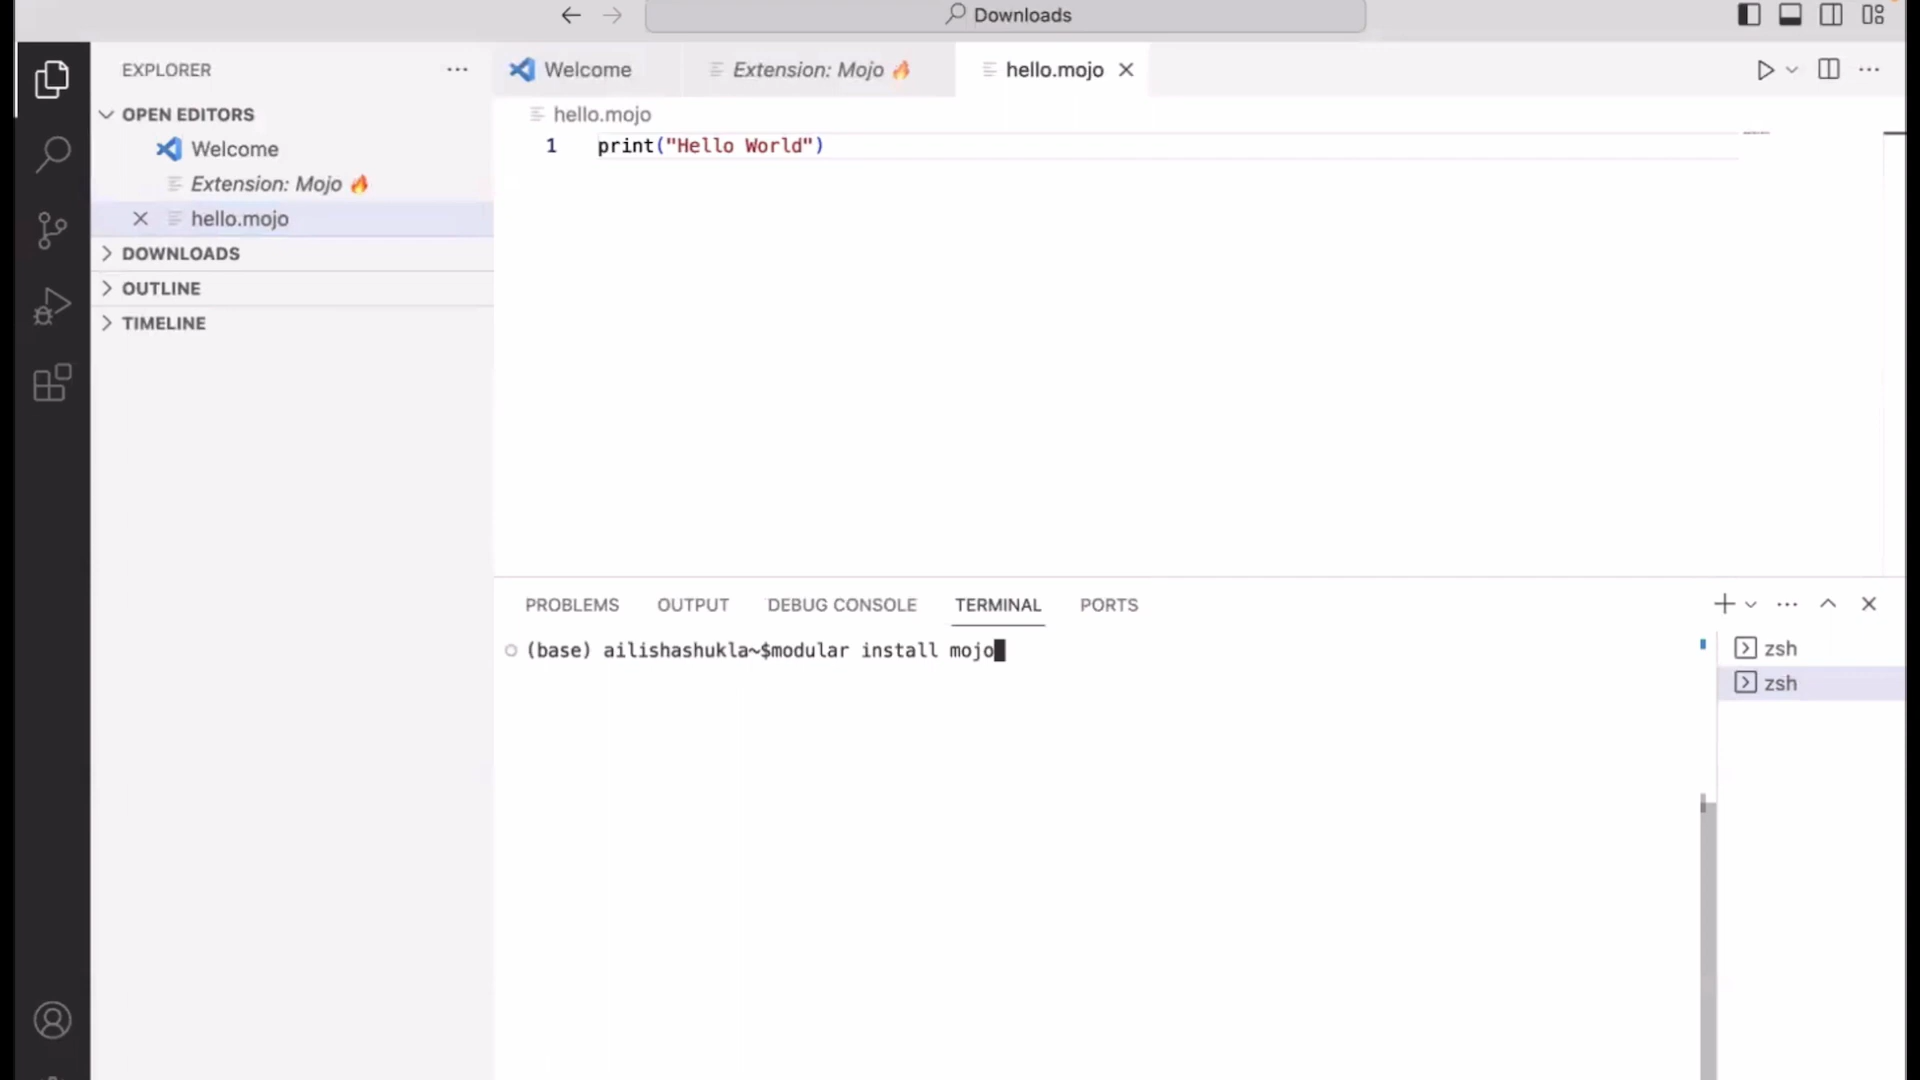 Downloads
EXPLORER
Welcome
Extension: Mojo 🔥
hello.mojo
OPEN EDITORS
Welcome
Extension: Mojo 🔥
hello.mojo
DOWNLOADS
OUTLINE
TIMELINE
hello.mojo
1 print("Hello World")
PROBLEMS OUTPUT DEBUG CONSOLE TERMINAL PORTS
(base) ailishashukla~$modular install mojo
zsh
zsh